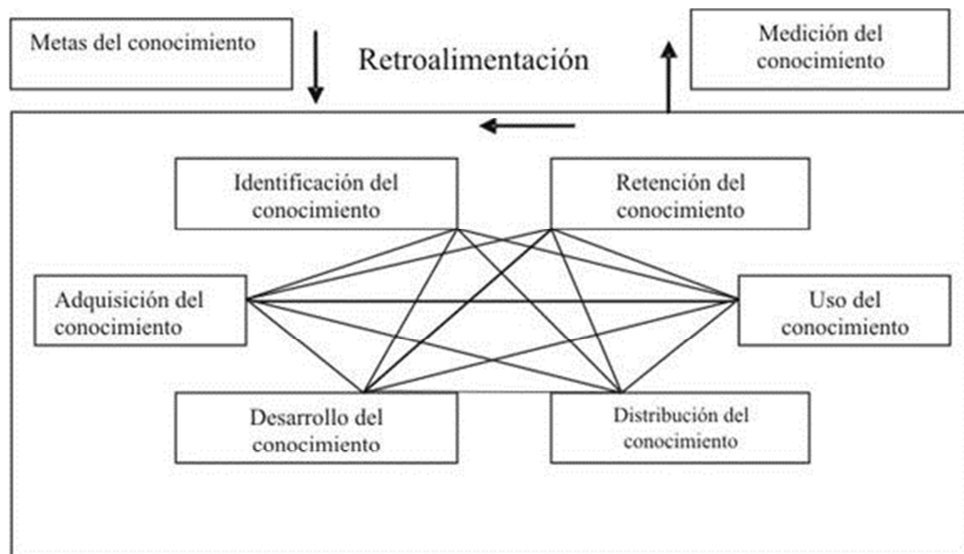 Metas del conocimiento
Retroalimentación
Medición del
conocimiento
Identificación del
conocimiento
Retención del
conocimiento
Adquisición del
conocimiento
Uso del
conocimiento
Desarrollo del
conocimiento
Distribución del
conocimiento